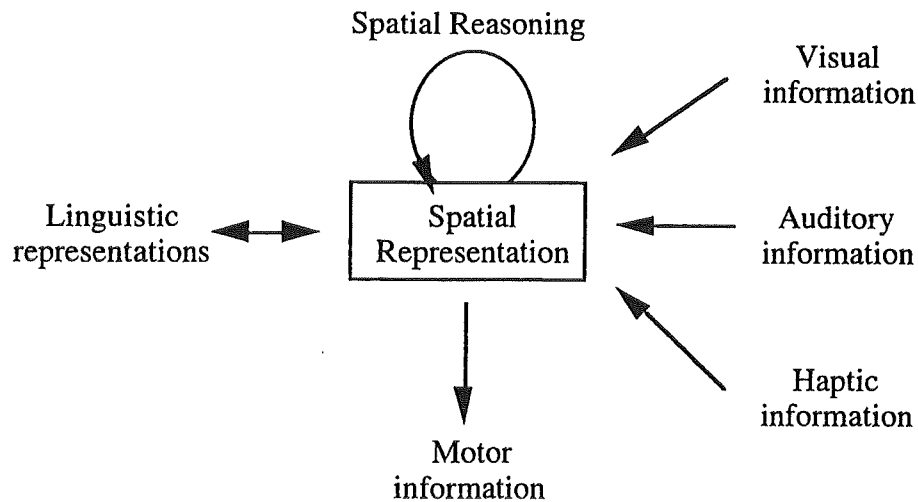 Spatial Reasoning
Visual
information
Linguistic
representations
Spatial
Representation
Auditory
information
Haptic
information
Motor
information